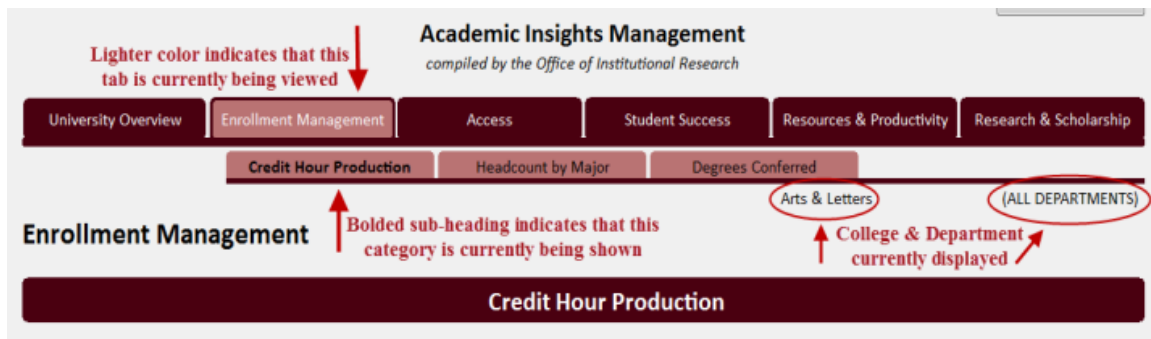 Academic Insights Management
compiled by the Office of Institutional Research
Lighter color indicates that this
tab is currently being viewed
University Overview
Enrollment Management
Access
Student Success
Resources & Productivity
Research & Scholarship
Credit Hour Production
Headcount by Major
Degrees Conferred
Arts & Letters
(ALL DEPARTMENTS)
Enrollment Management
Bolded sub-heading indicates that this
category is currently being shown
College & Department
currently displayed
Credit Hour Production